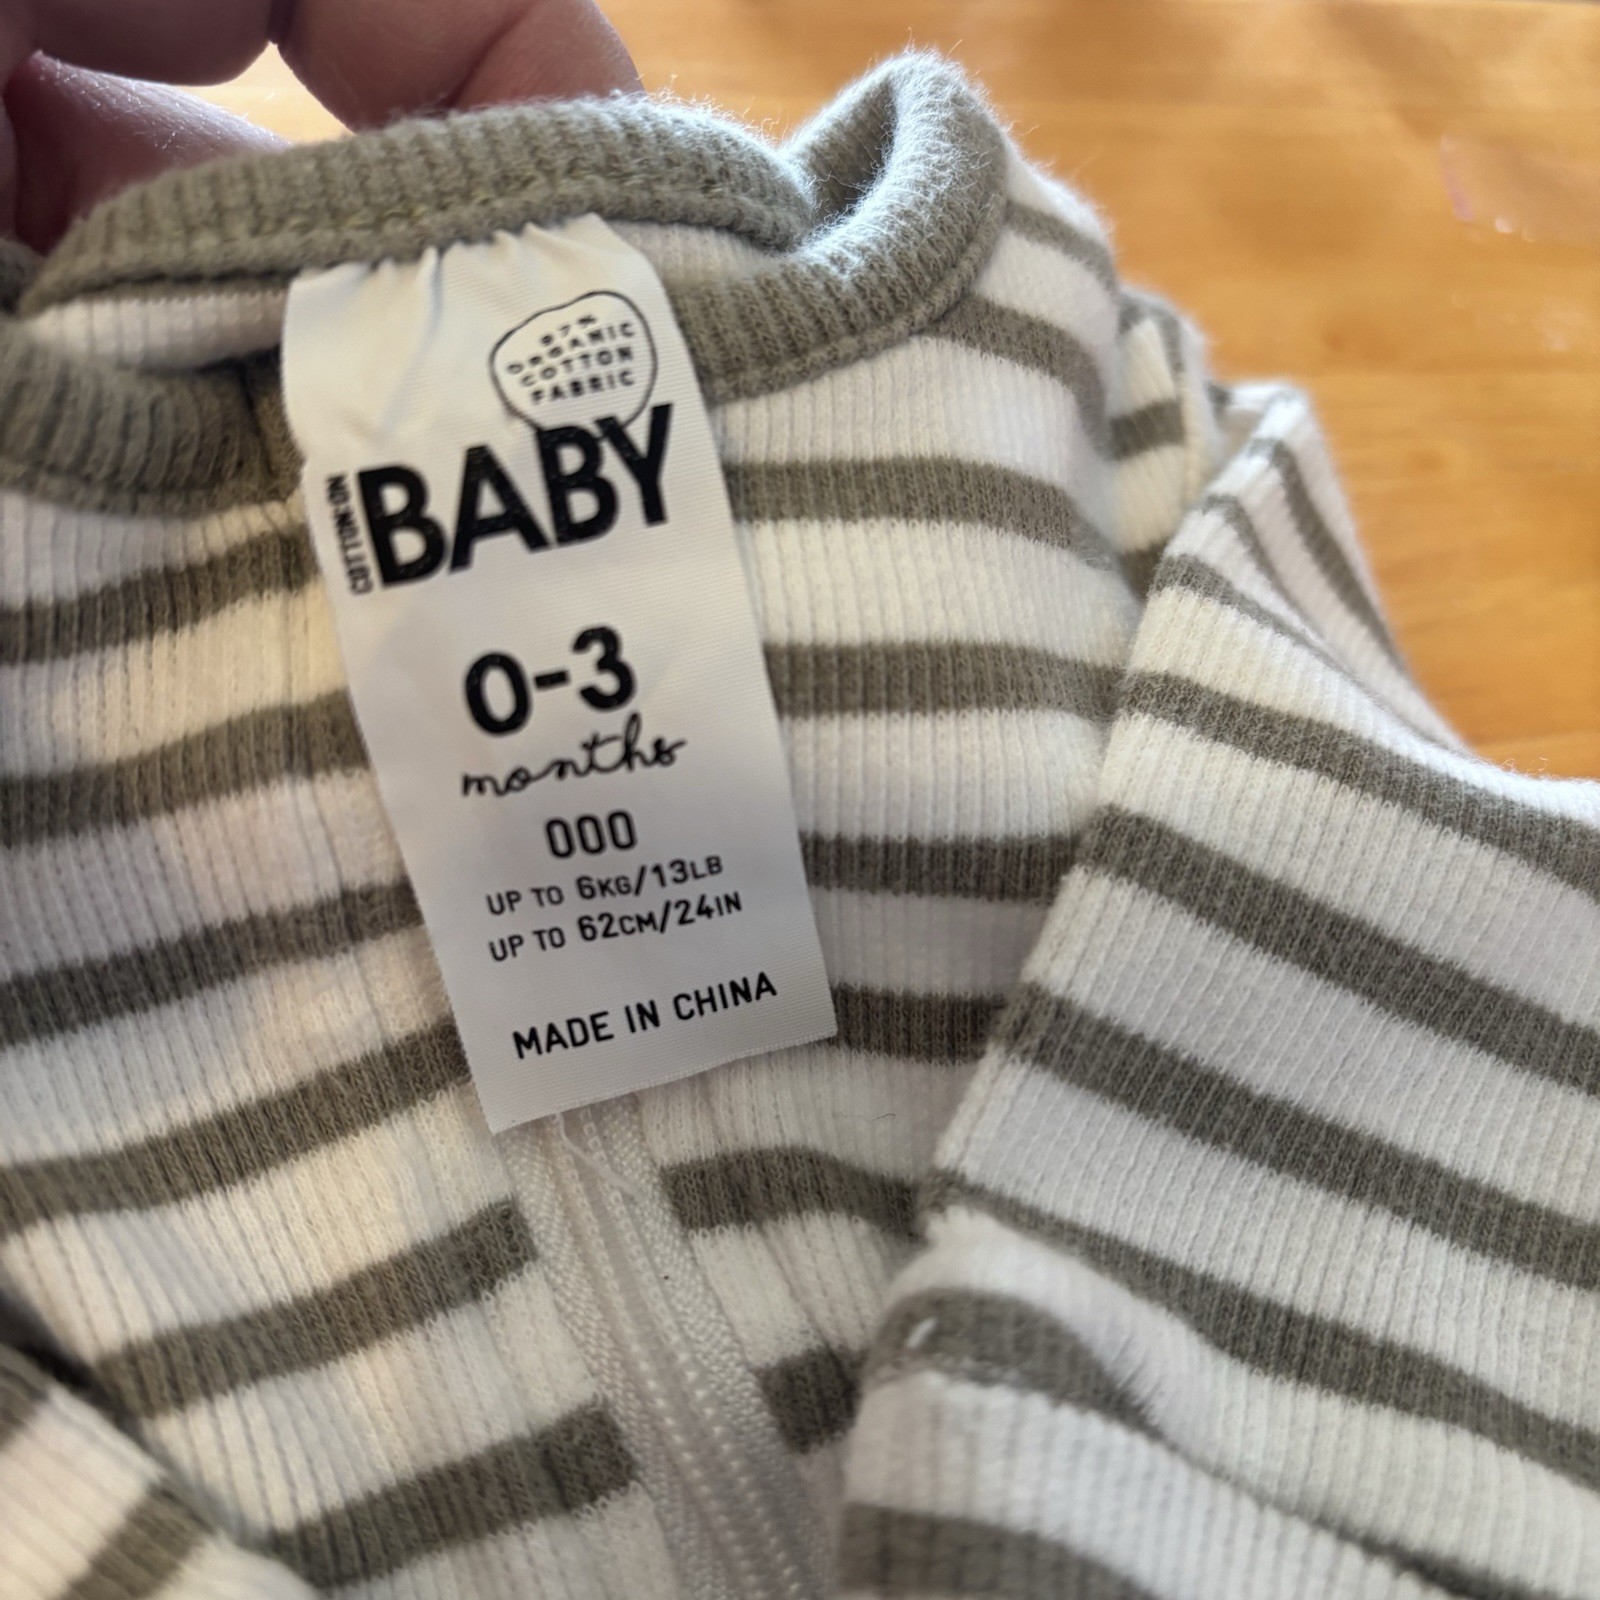 97%
ORGANIC
COTTON
FABRIC
COTTON:ON
BABY
0-3
months
000
UP TO 6KG/13LB
UP TO 62CM/24IN
MADE IN CHINA